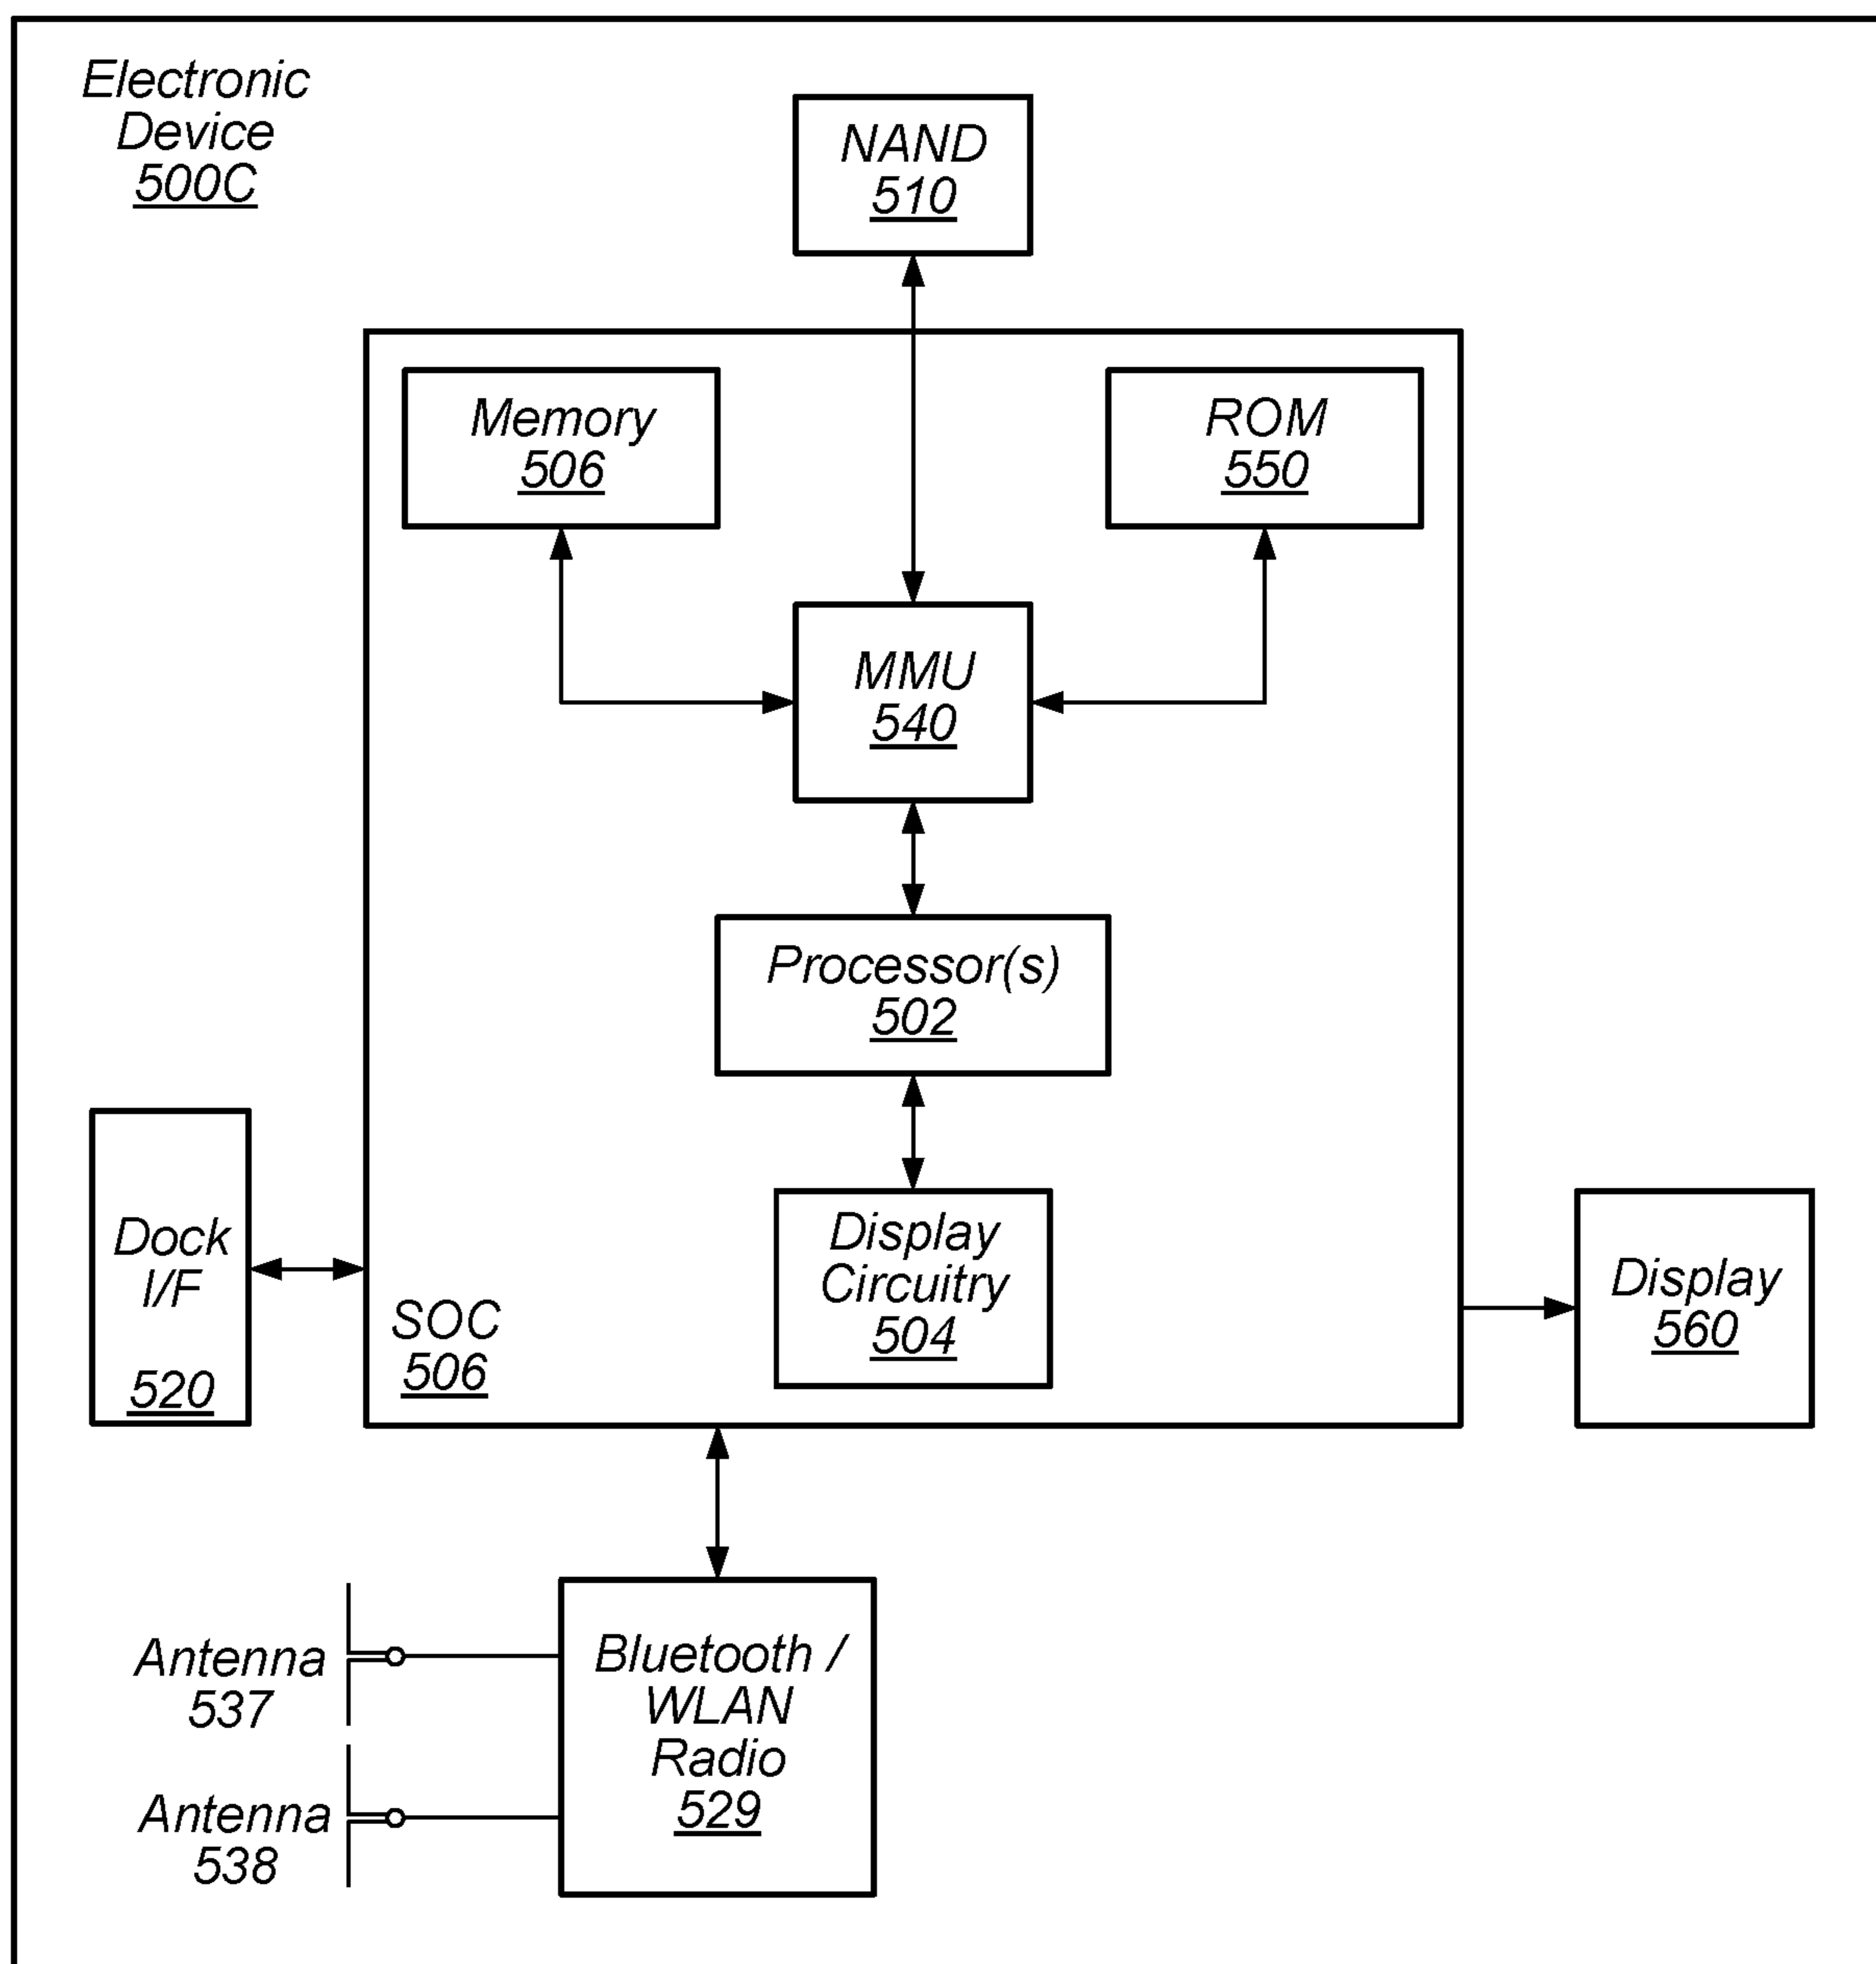 Electronic
Device
500C
NAND
510
Memory
506
ROM
550
MMU
540
Processor(s)
502
Display
Circuitry
504
SOC
506
Dock
I/F
520
Display
560
Bluetooth /
WLAN
Radio
529
Antenna
537
Antenna
538